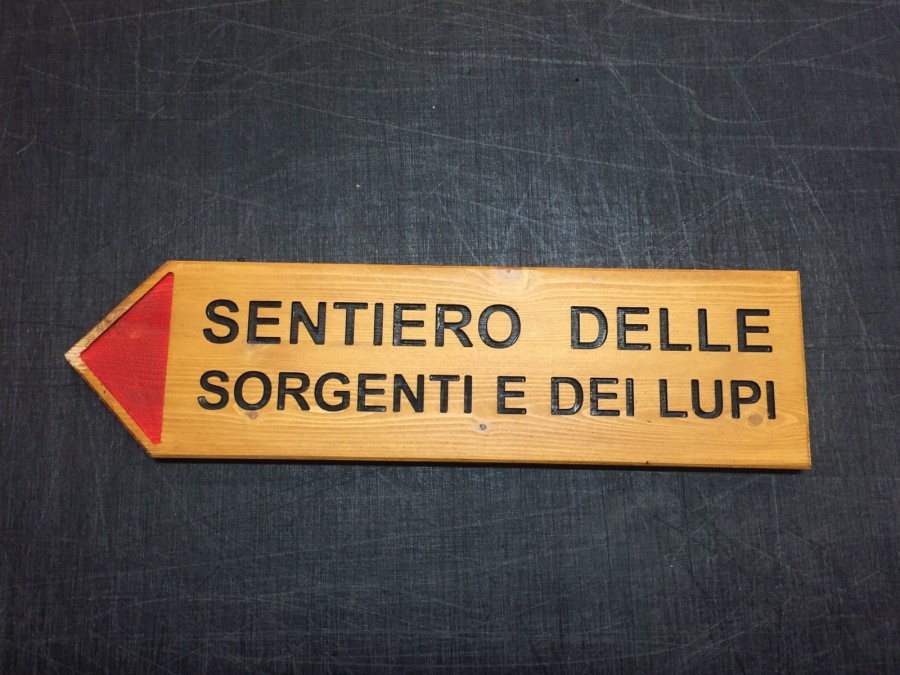 SENTIERO DELLE
SORGENTI E DEI LUPI